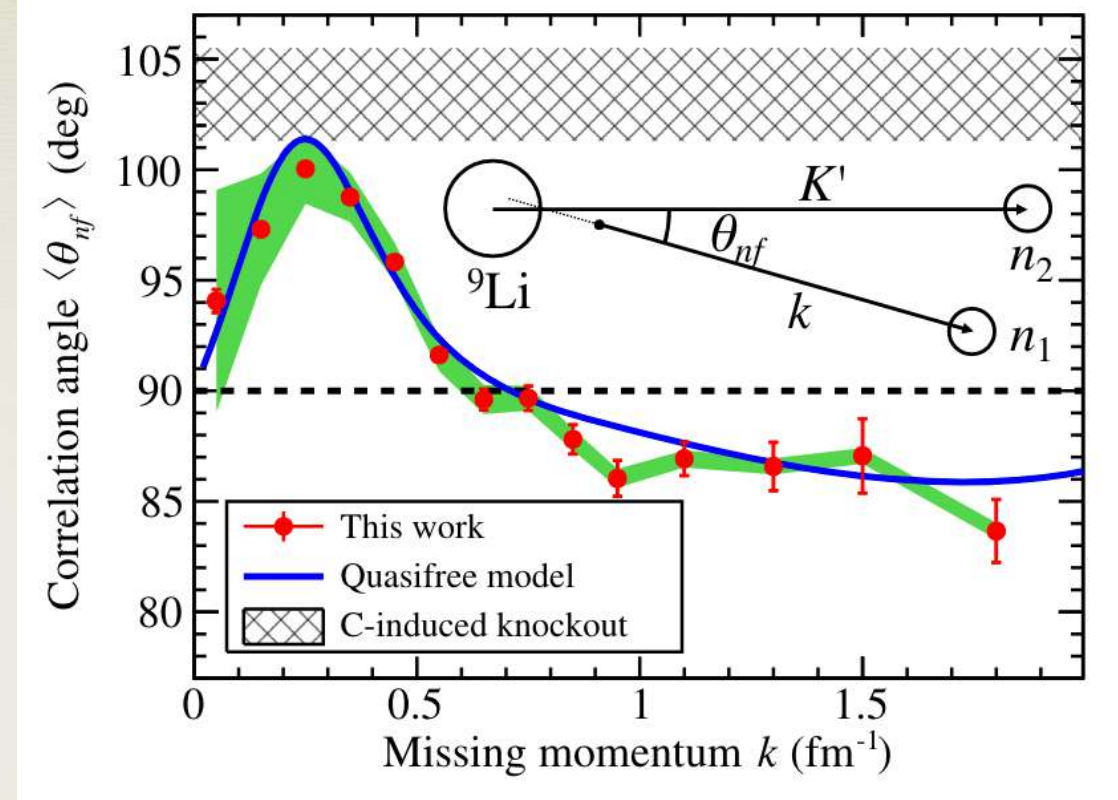 Correlation angle ⟨θnf⟩ (deg)
105
100
95
90
85
80
K'
θnf
n2
9Li
k
n1
This work
Quasifree model
C-induced knockout
0
0.5
1
1.5
Missing momentum k (fm-1)